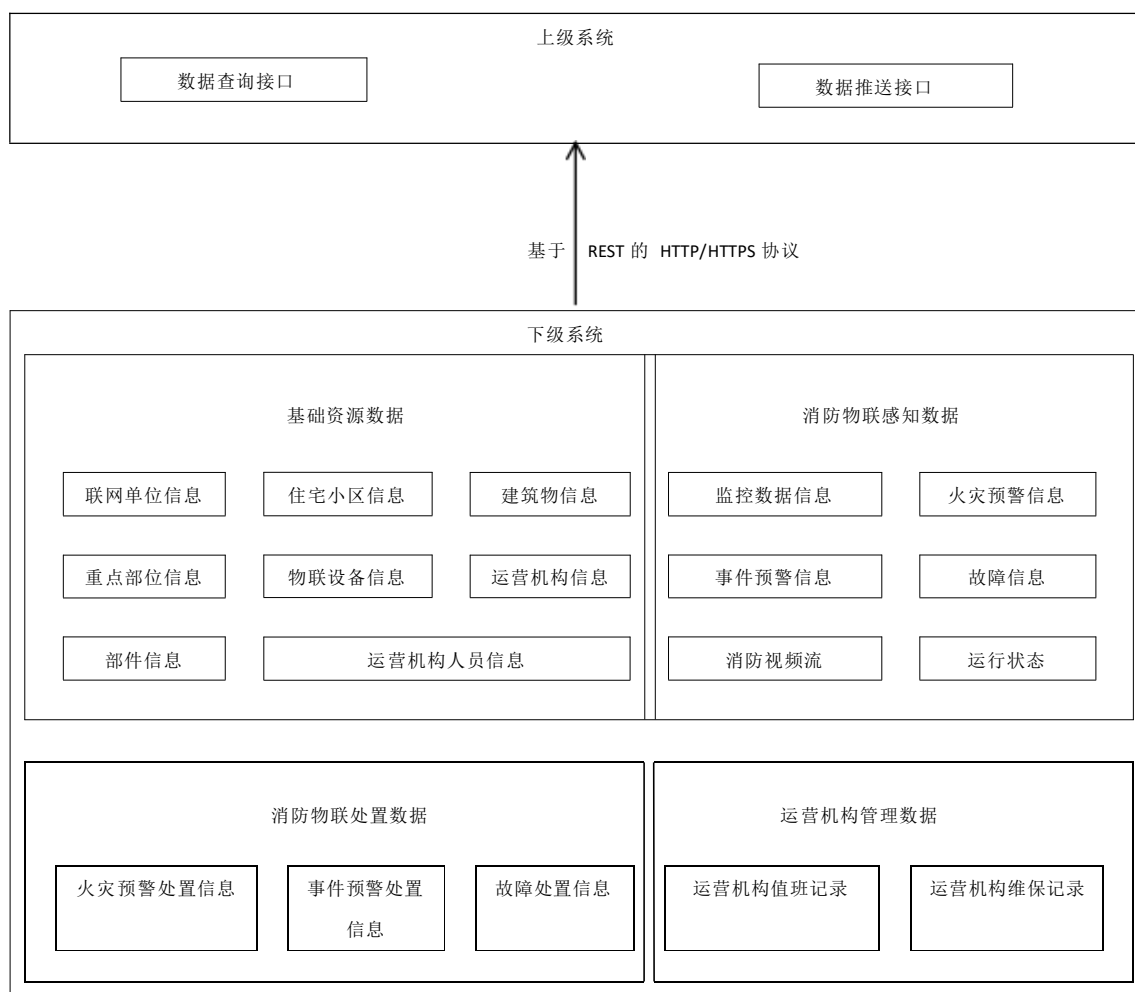 上级系统
数据查询接口
数据推送接口
基于 REST 的 HTTP/HTTPS 协议
下级系统
基础资源数据
消防物联感知数据
联网单位信息
住宅小区信息
建筑物信息
监控数据信息
火灾预警信息
重点部位信息
物联设备信息
运营机构信息
事件预警信息
故障信息
部件信息
运营机构人员信息
消防视频流
运行状态
消防物联处置数据
运营机构管理数据
火灾预警处置信息
事件预警处置
信息
故障处置信息
运营机构值班记录
运营机构维保记录